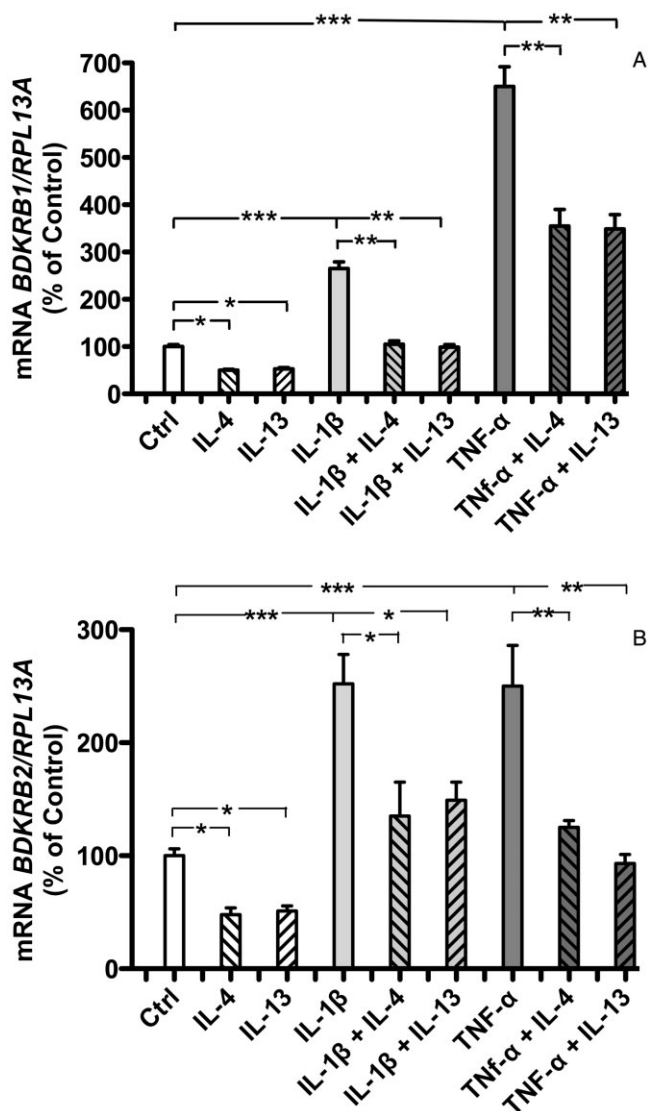 *** **
** A
mRNA BDKRB1/RPL13A
(% of Control)
700
600
500
400
300
200
100
0
*** **
**
*
*
Ctrl
IL-4
IL-13
IL-1β
IL-1β + IL-4
IL-1β + IL-13
TNF-α
TNf-α + IL-4
TNF-α + IL-13
*** **
*** * ** B
*
mRNA BDKRB2/RPL13A
(% of Control)
300
200
100
0
*
*
Ctrl
IL-4
IL-13
IL-1β
IL-1β + IL-4
IL-1β + IL-13
TNF-α
TNf-α + IL-4
TNF-α + IL-13